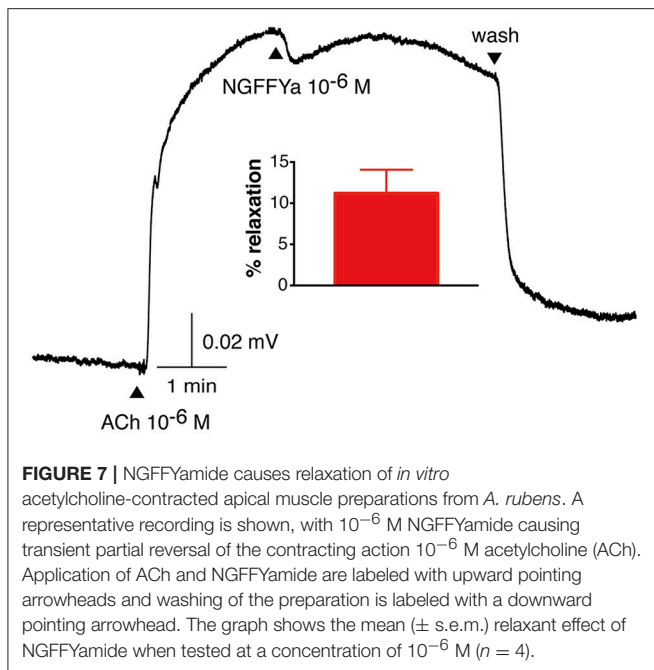 wash
NGFFYa 10-6 M
15
10
5
0
% relaxation
0.02 mV
1 min
ACh 10-6 M
FIGURE 7 | NGFFYamide causes relaxation of in vitro
acetylcholine-contracted apical muscle preparations from A. rubens. A
representative recording is shown, with 10−6 M NGFFYamide causing
transient partial reversal of the contracting action 10−6 M acetylcholine (ACh).
Application of ACh and NGFFYamide are labeled with upward pointing
arrowheads and washing of the preparation is labeled with a downward
pointing arrowhead. The graph shows the mean (± s.e.m.) relaxant effect of
NGFFYamide when tested at a concentration of 10−6 M (n = 4).